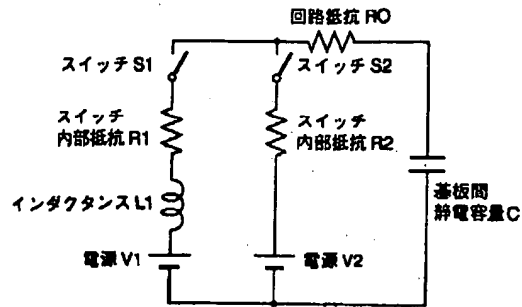 回路抵抗 R0
スイッチ S1
スイッチ S2
スイッチ
内部抵抗 R1
スイッチ
内部抵抗 R2
インダクタンス L1
基板間
静電容量 C
電源 V1
電源 V2